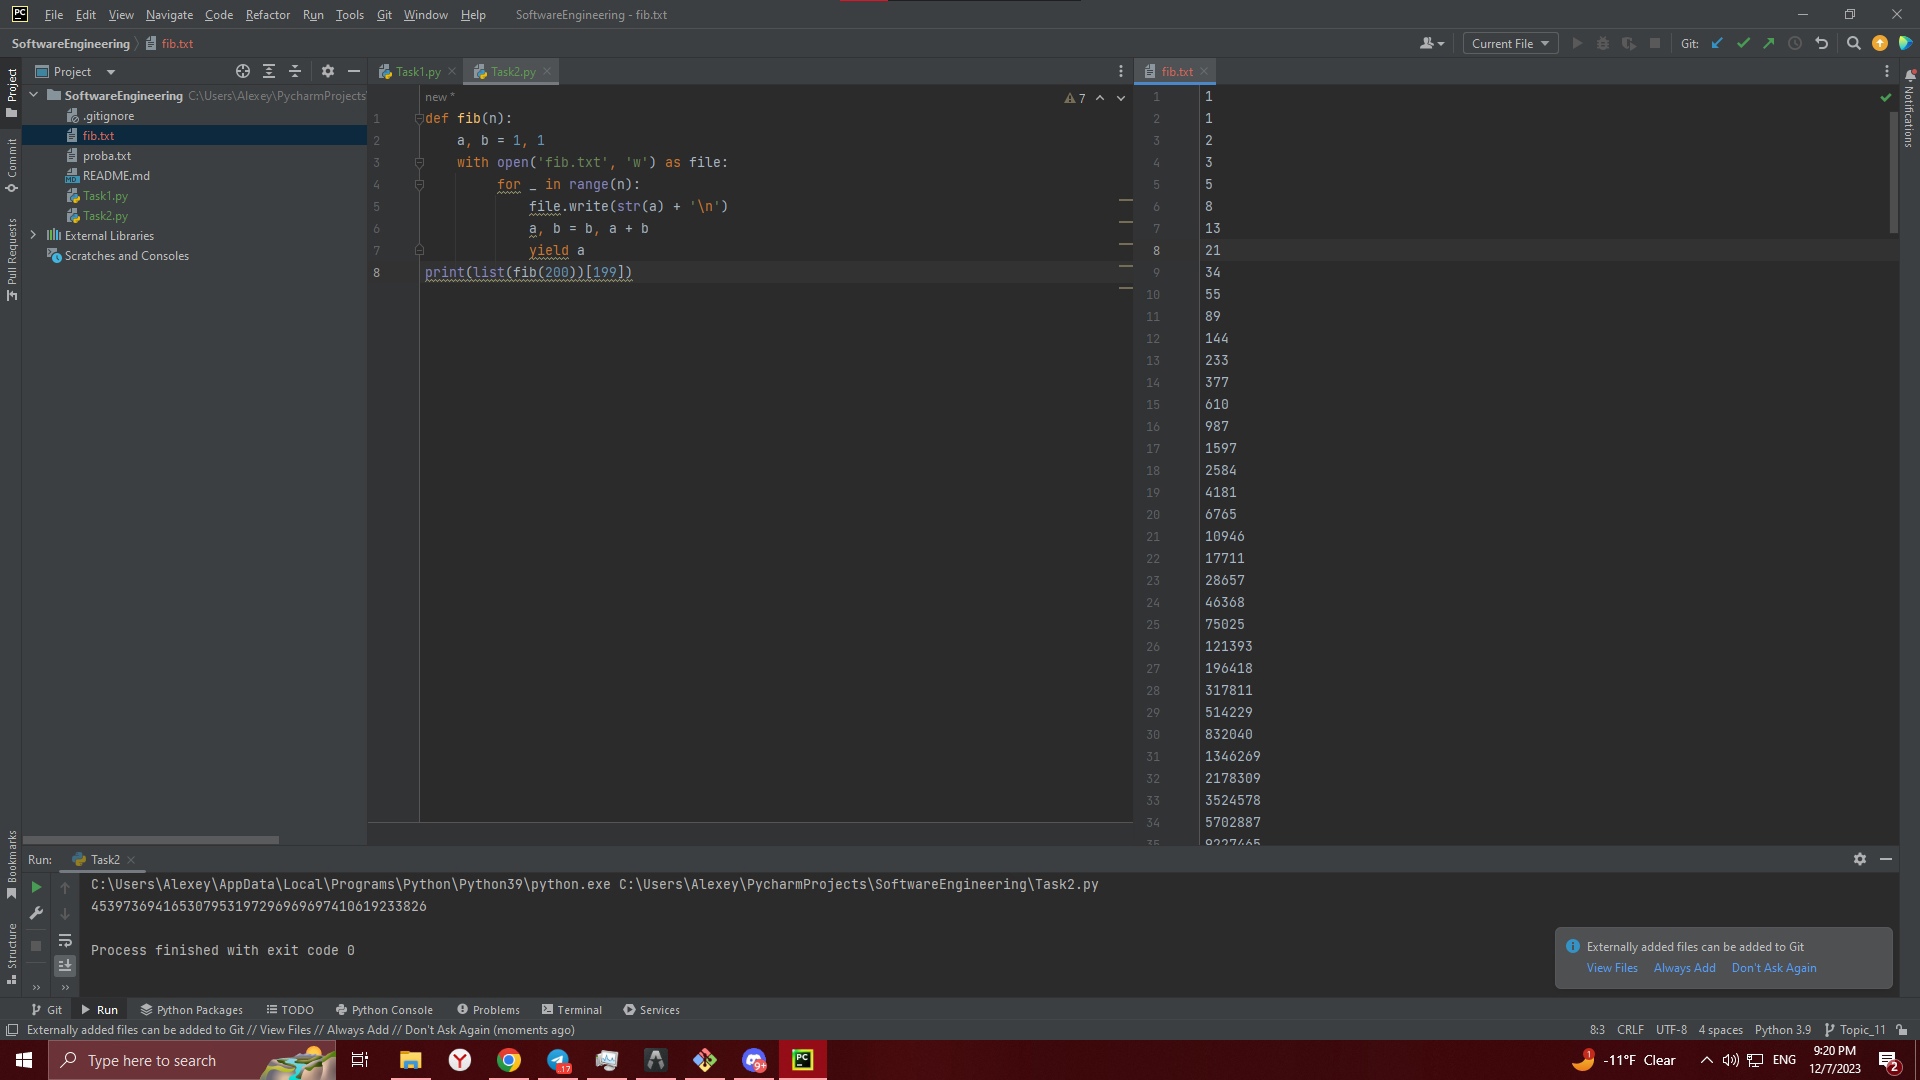 PC File Edit View Navigate Code Refactor Run Tools Git Window Help SoftwareEngineering - fib.txt
SoftwareEngineering fib.txt Current File Git:
Project Task1.py Task2.py fib.txt
Project
Commit
Pull Requests
Bookmarks
Structure
Notifications
SoftwareEngineering C:\Users\Alexey\PycharmProjects
.gitignore
fib.txt
proba.txt
README.md
Task1.py
Task2.py
External Libraries
Scratches and Consoles
new *
7
1 def fib(n):
2 a, b = 1, 1
3 with open('fib.txt', 'w') as file:
4 for _ in range(n):
5 file.write(str(a) + '\n')
6 a, b = b, a + b
7 yield a
8 print(list(fib(200))[199])
1 1
2 1
3 2
4 3
5 5
6 8
7 13
8 21
9 34
10 55
11 89
12 144
13 233
14 377
15 610
16 987
17 1597
18 2584
19 4181
20 6765
21 10946
22 17711
23 28657
24 46368
25 75025
26 121393
27 196418
28 317811
29 514229
30 832040
31 1346269
32 2178309
33 3524578
34 5702887
35 9227465
Run: Task2
C:\Users\Alexey\AppData\Local\Programs\Python\Python39\python.exe C:\Users\Alexey\PycharmProjects\SoftwareEngineering\Task2.py
453973694165307953197296969697410619233826
Process finished with exit code 0
Externally added files can be added to Git
View Files Always Add Don't Ask Again
Git Run Python Packages TODO Python Console Problems Terminal Services
Externally added files can be added to Git // View Files // Always Add // Don't Ask Again (moments ago) 8:3 CRLF UTF-8 4 spaces Python 3.9 Topic_11
Type here to search 17 9+ PC 1 -11°F Clear ENG 9:20 PM 2
12/7/2023